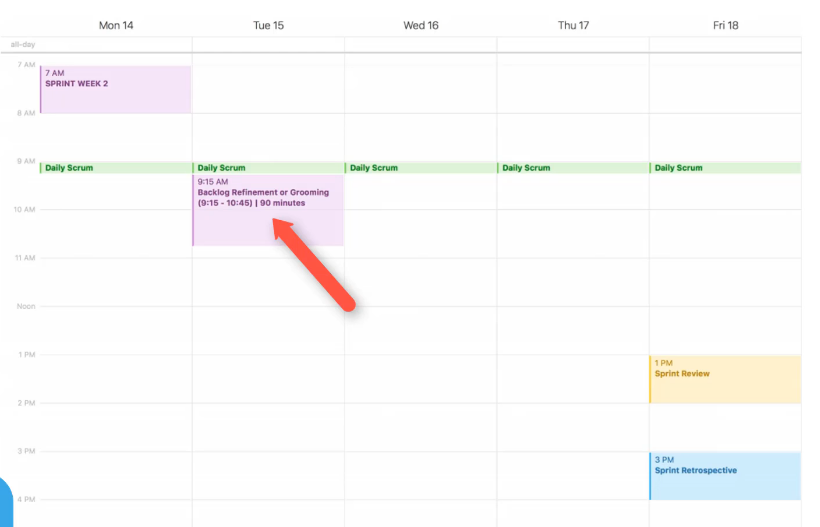 Mon 14
Tue 15
Wed 16
Thu 17
Fri 18
all-day
7 AM
7 AM
SPRINT WEEK 2
8 AM
9 AM
Daily Scrum
Daily Scrum
Daily Scrum
Daily Scrum
Daily Scrum
9:15 AM
Backlog Refinement or Grooming
(9:15 - 10:45) | 90 minutes
10 AM
11 AM
Noon
1 PM
1 PM
Sprint Review
2 PM
3 PM
3 PM
Sprint Retrospective
4 PM